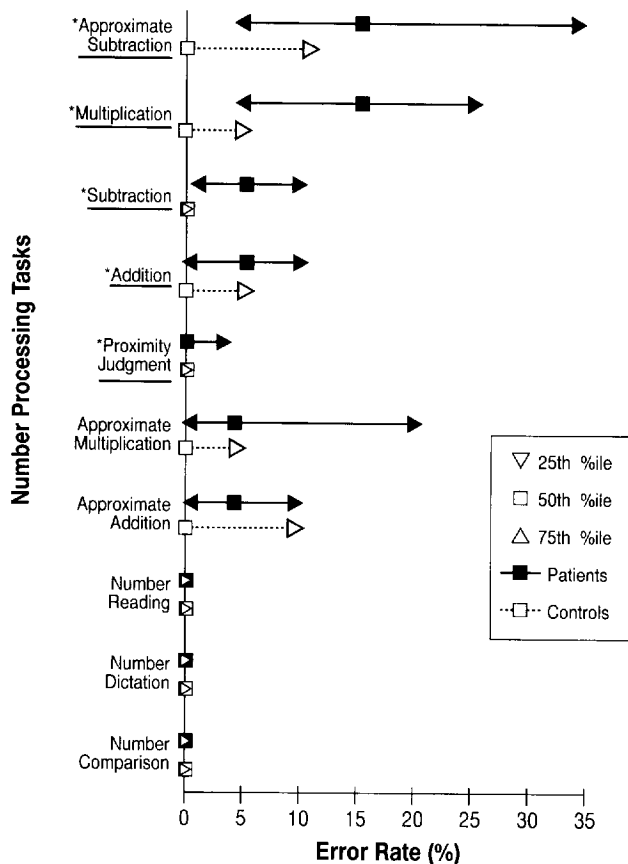 *Approximate
Subtraction
*Multiplication
*Subtraction
*Addition
*Proximity
Judgment
Approximate
Multiplication
Approximate
Addition
Number
Reading
Number
Dictation
Number
Comparison
Number Processing Tasks
25th %ile
50th %ile
75th %ile
Patients
Controls
0 5 10 15 20 25 30 35
Error Rate (%)